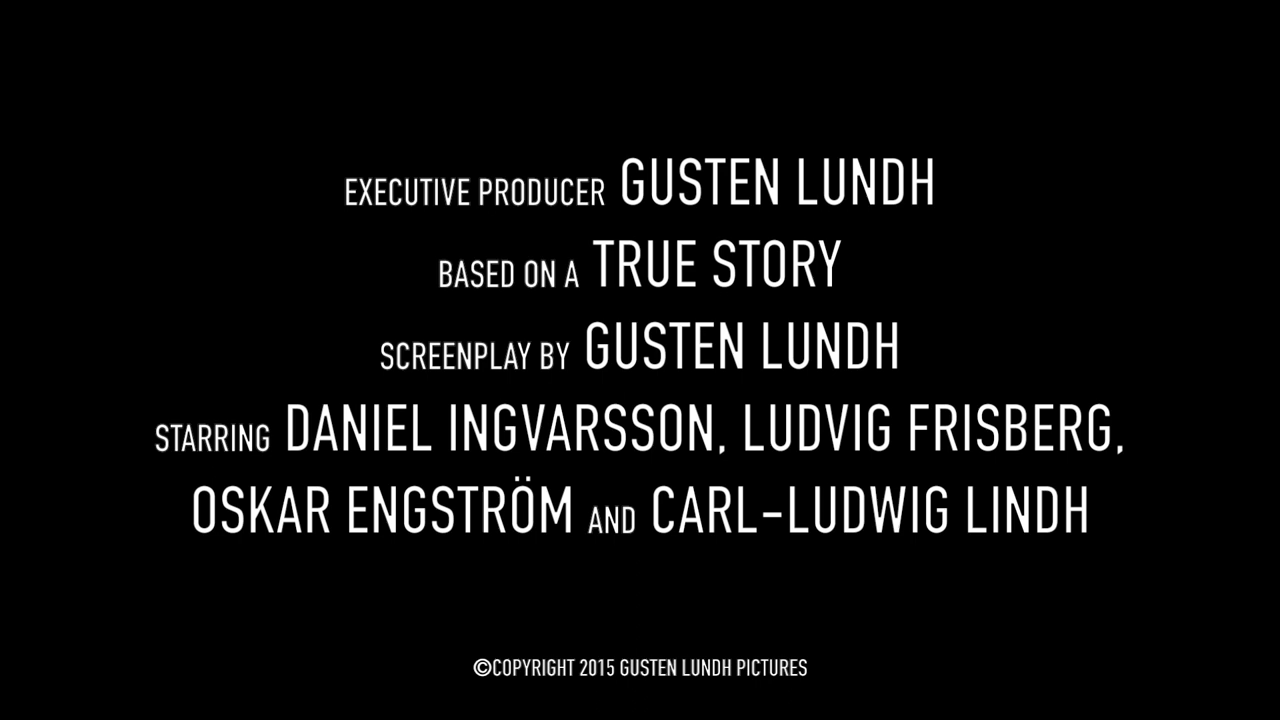 EXECUTIVE PRODUCER GUSTEN LUNDH
BASED ON A TRUE STORY
SCREENPLAY BY GUSTEN LUNDH
STARRING DANIEL INGVARSSON, LUDVIG FRISBERG,
OSKAR ENGSTRÖM AND CARL-LUDWIG LINDH
©COPYRIGHT 2015 GUSTEN LUNDH PICTURES